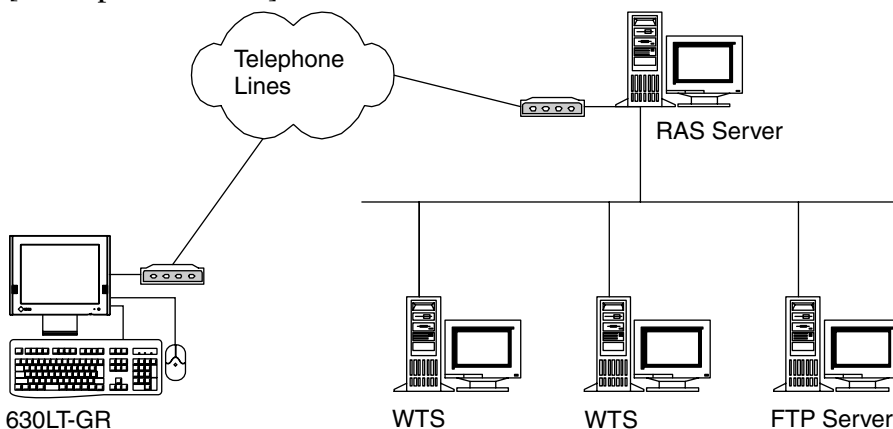 Telephone
Lines
RAS Server
630LT-GR
WTS
WTS
FTP Server